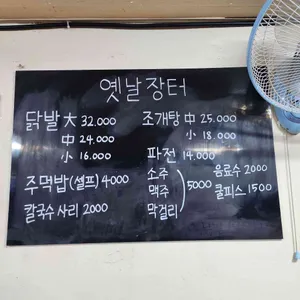 옛날장터
닭발 大 32.000
中 24.000
小 16.000
주먹밥(셀프) 4000
칼국수 사리 2000
조개탕 中 25.000
小 18.000
파전 14.000
소주
맥주
막걸리
5000
음료수 2000
쿨피스 1500